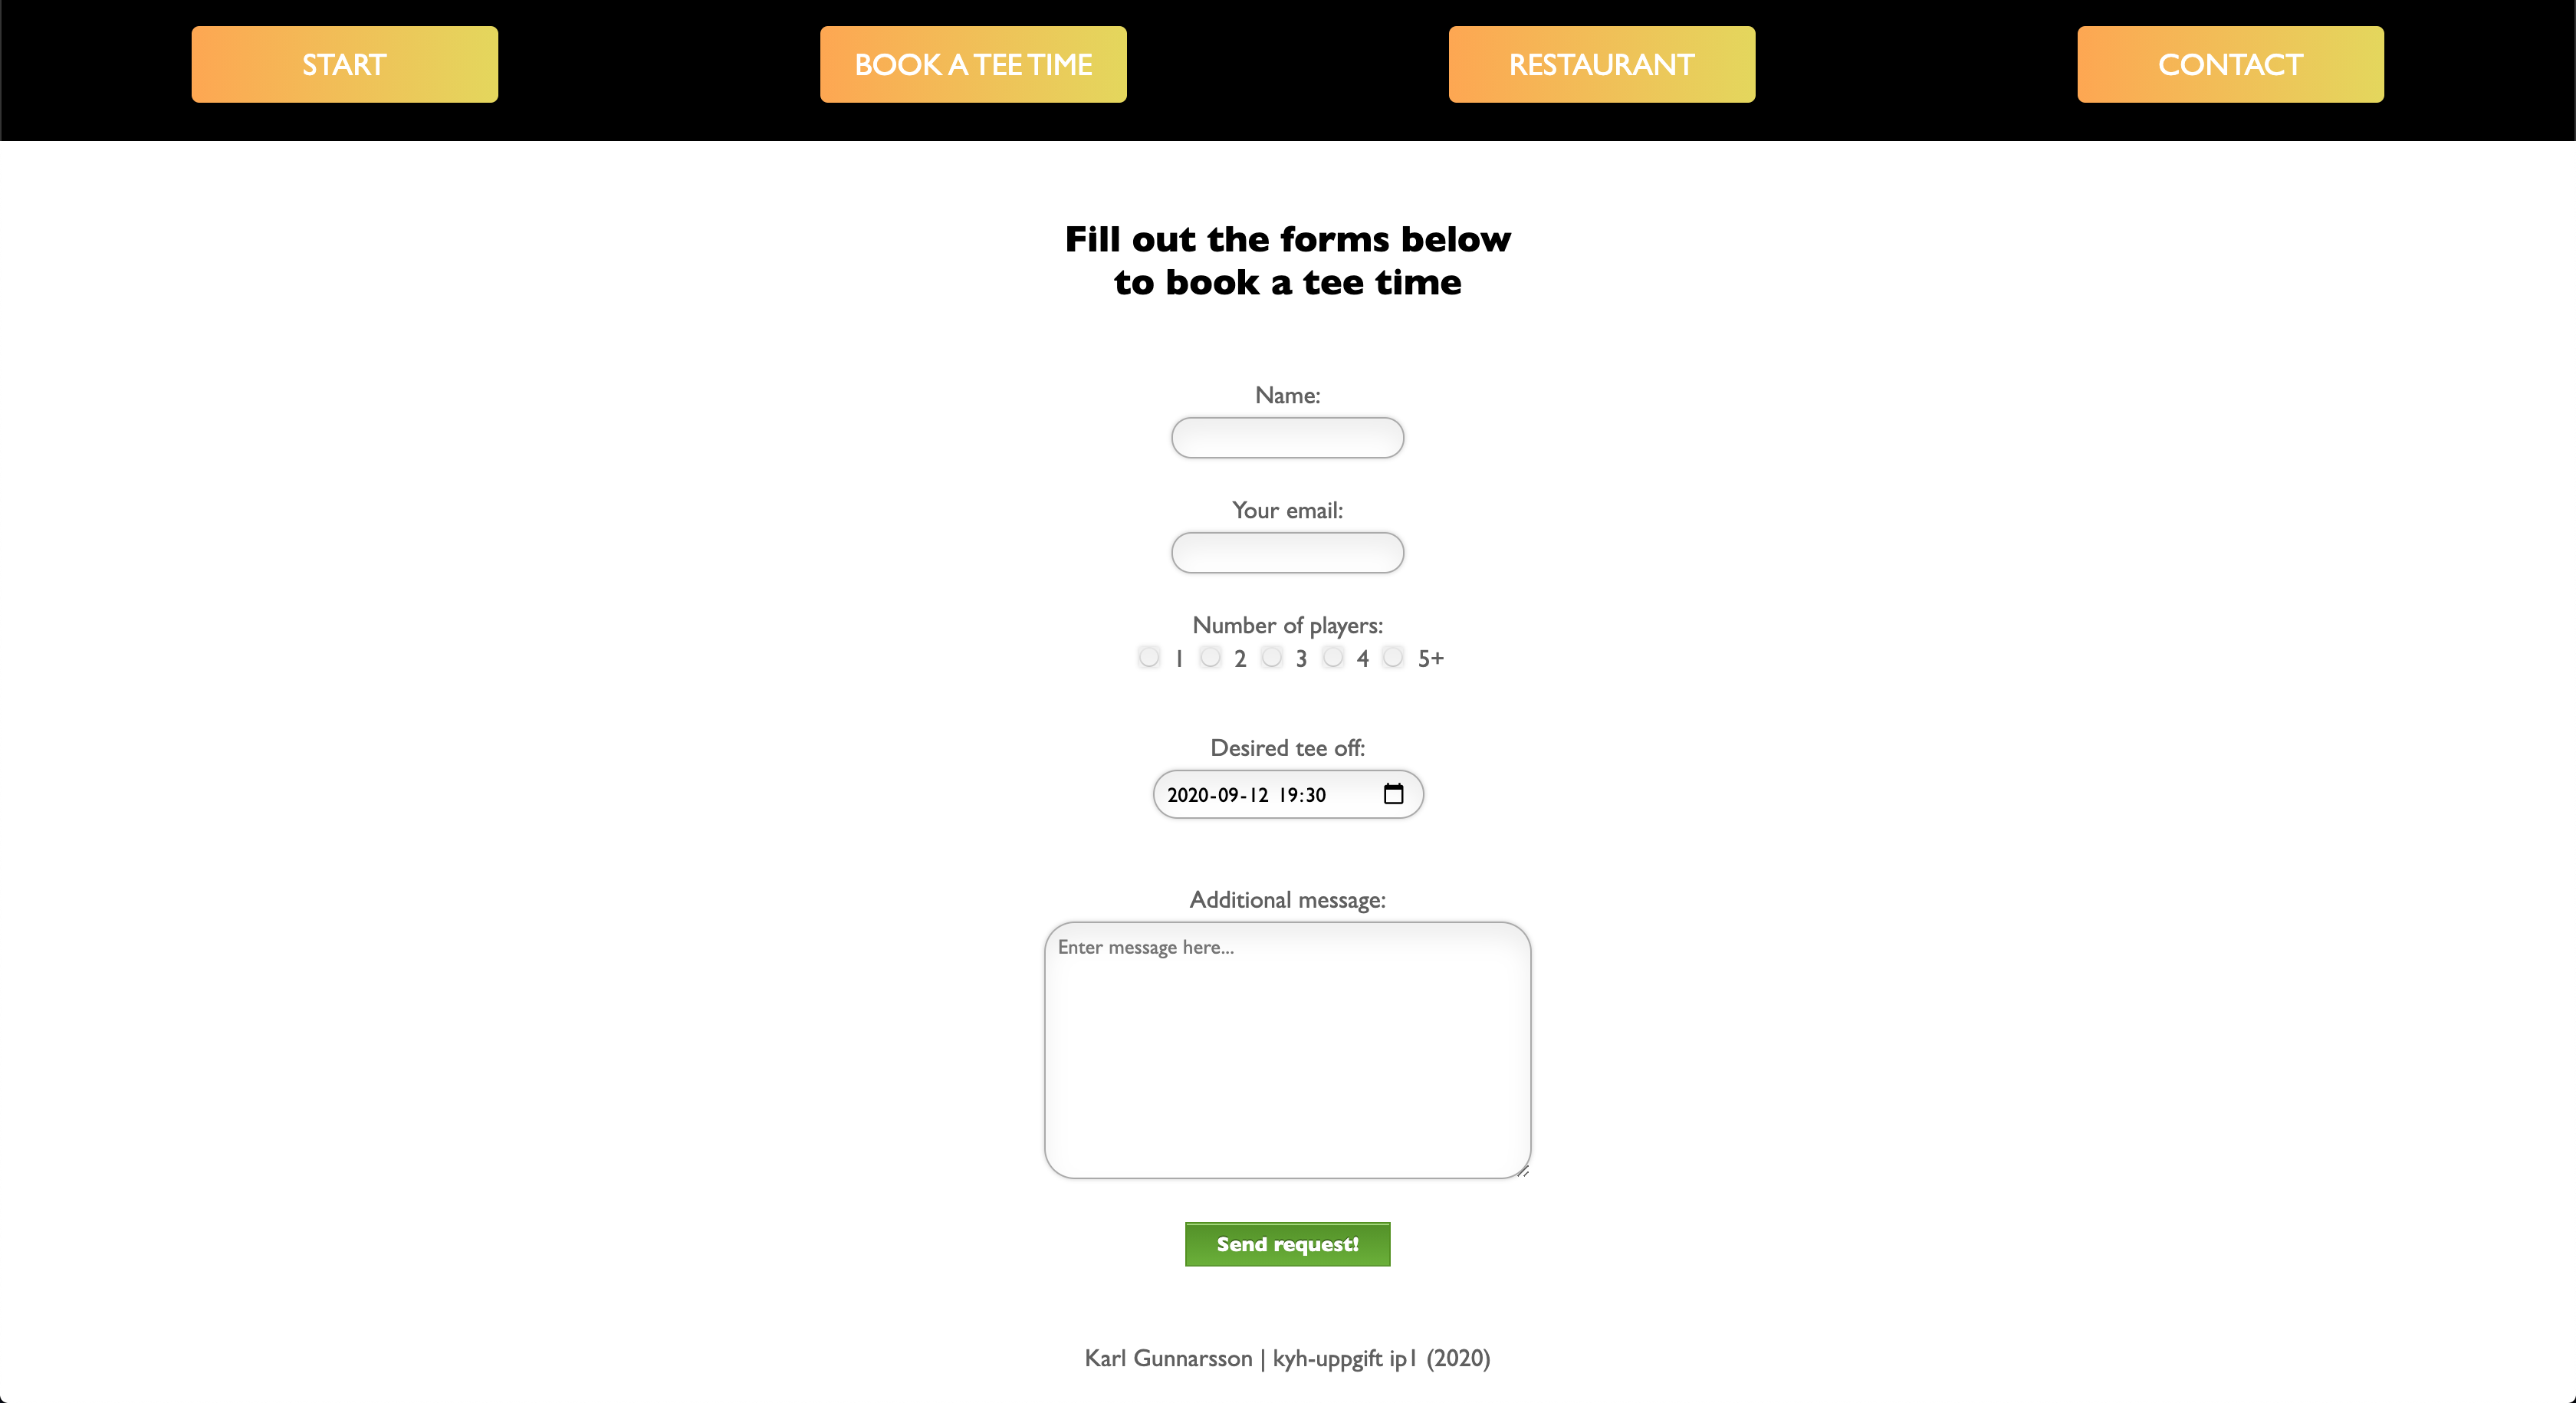 START
BOOK A TEE TIME
RESTAURANT
CONTACT
Fill out the forms below
to book a tee time
Name:
Your email:
Number of players:
1 2 3 4 5+
Desired tee off:
2020-09-12 19:30
Additional message:
Enter message here...
Send request!
Karl Gunnarsson | kyh-uppgift ip1 (2020)